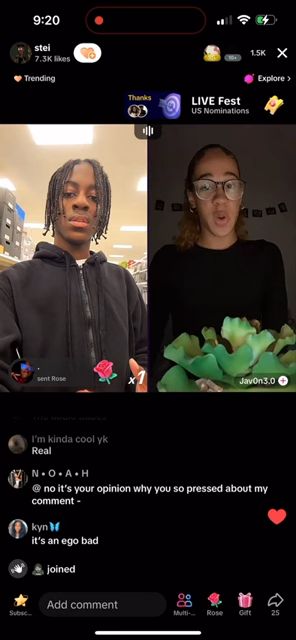 9:20
stei
7.3K likes
10+
1.5K
Trending
Explore >
Thanks
LIVE Fest
US Nominations
sent Rose
x1
Jav0n3.0
I'm kinda cool yk
Real
N • O • A • H
@ no it's your opinion why you so pressed about my
comment -
kyn🦋
it's an ego bad
joined
Subsc...
Add comment
Multi-...
Rose
Gift
25